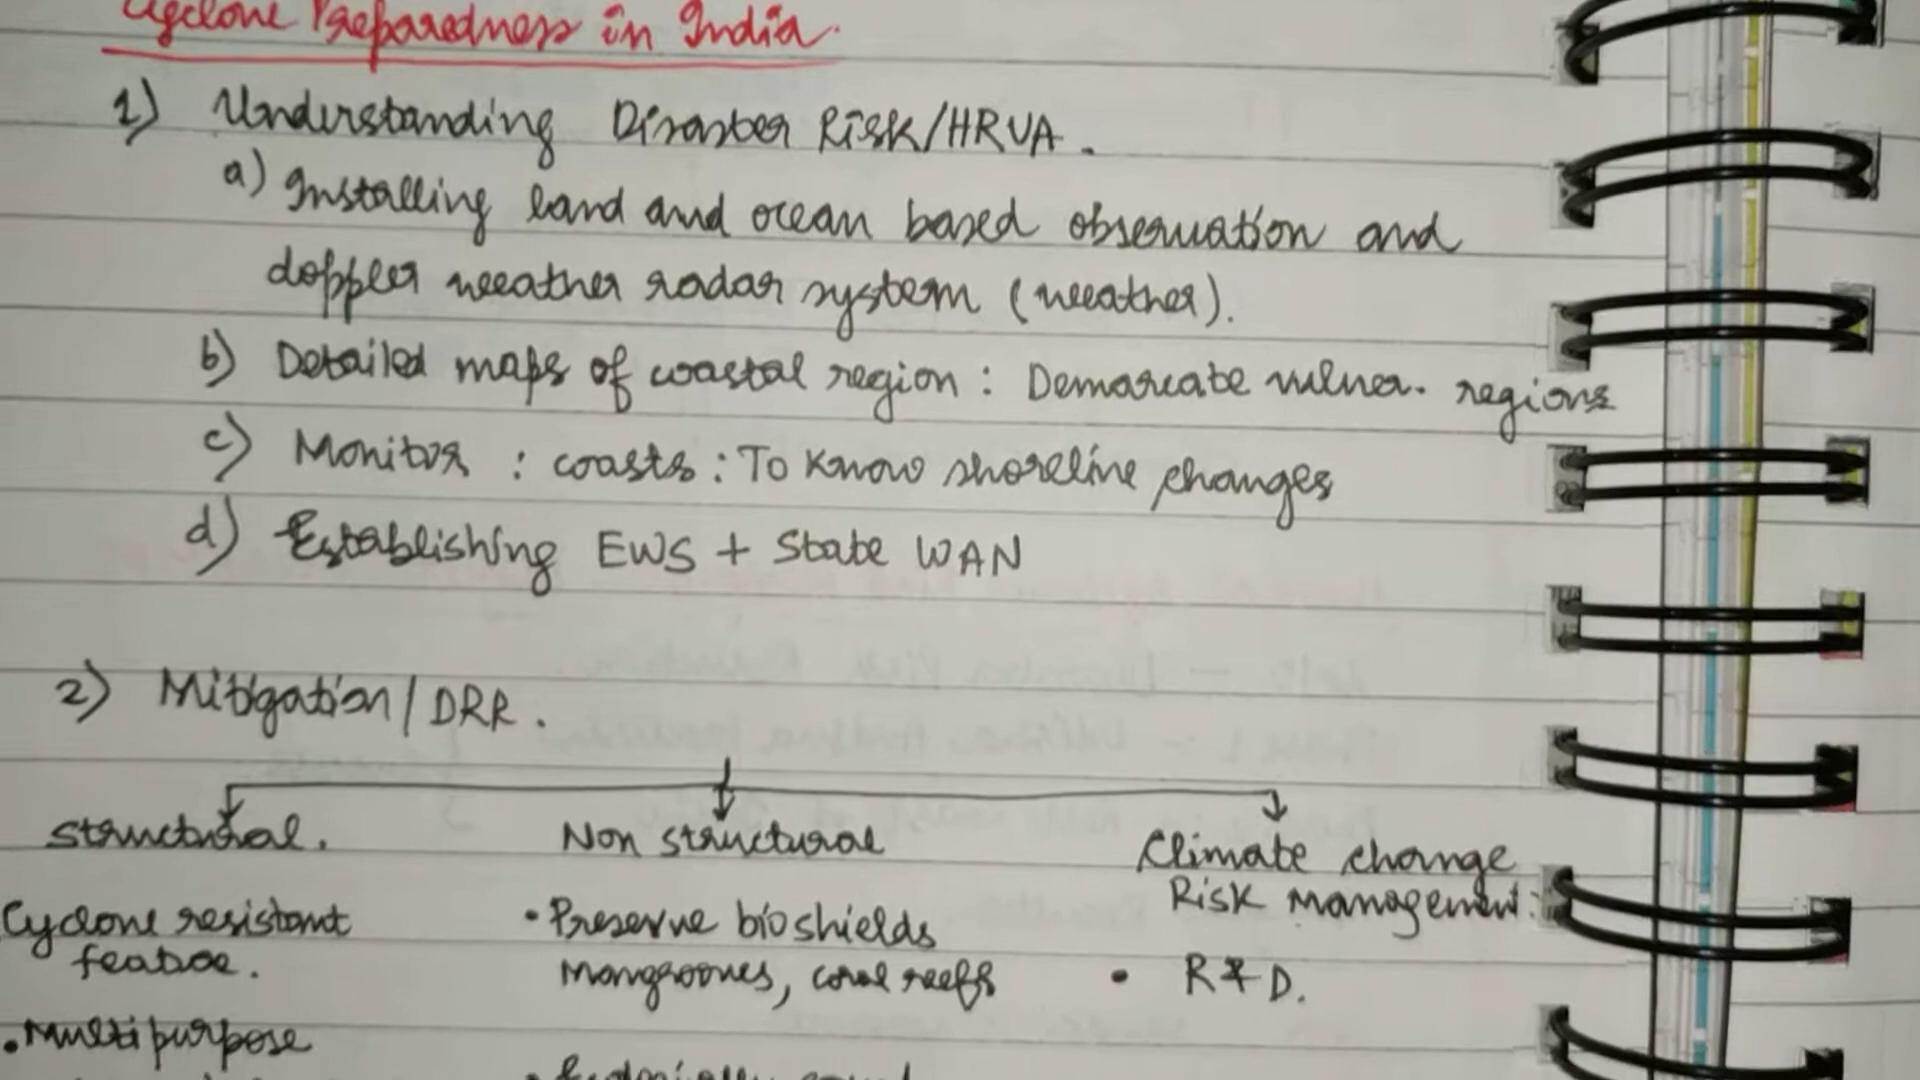 Cyclone Preparedness in India.
1) Understanding Disaster Risk/HRVA.
a) Installing land and ocean based observation and
doppler weather radar system (weather).
b) Detailed maps of coastal region : Demarcate vulner. regions
c) Monitor : coasts : To know shoreline changes
d) Establishing EWS + State WAN
2) Mitigation/DRR.
Structural. Non structural Climate change
Risk management.
Cyclone resistant • Preserve bioshields
feature. Mangrooves, coral reefs • R & D.
• Multipurpose